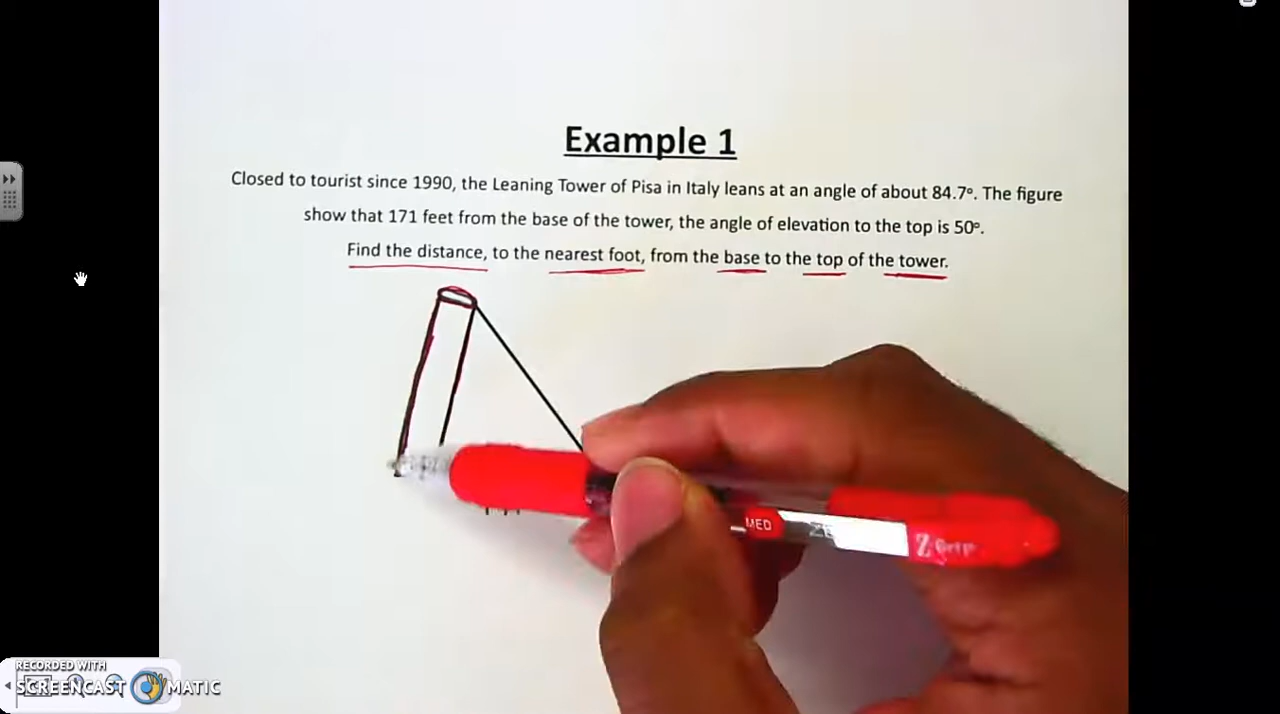 Example 1
Closed to tourist since 1990, the Leaning Tower of Pisa in Italy leans at an angle of about 84.7º. The figure
show that 171 feet from the base of the tower, the angle of elevation to the top is 50º.
Find the distance, to the nearest foot, from the base to the top of the tower.
MED
Z Grip
RECORDED WITH
SCREENCAST MATIC